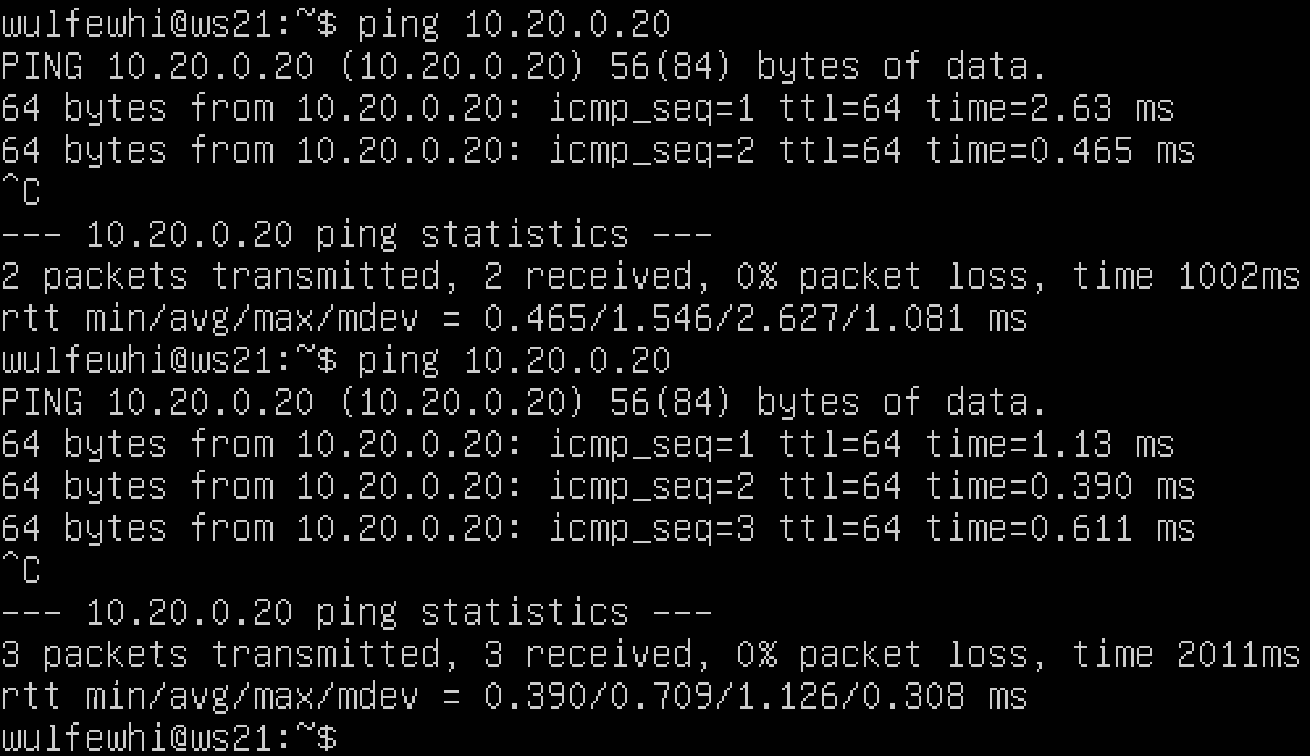 wulfewhi@ws21:~$ ping 10.20.0.20
PING 10.20.0.20 (10.20.0.20) 56(84) bytes of data.
64 bytes from 10.20.0.20: icmp_seq=1 ttl=64 time=2.63 ms
64 bytes from 10.20.0.20: icmp_seq=2 ttl=64 time=0.465 ms
^C
--- 10.20.0.20 ping statistics ---
2 packets transmitted, 2 received, 0% packet loss, time 1002ms
rtt min/avg/max/mdev = 0.465/1.546/2.627/1.081 ms
wulfewhi@ws21:~$ ping 10.20.0.20
PING 10.20.0.20 (10.20.0.20) 56(84) bytes of data.
64 bytes from 10.20.0.20: icmp_seq=1 ttl=64 time=1.13 ms
64 bytes from 10.20.0.20: icmp_seq=2 ttl=64 time=0.390 ms
64 bytes from 10.20.0.20: icmp_seq=3 ttl=64 time=0.611 ms
^C
--- 10.20.0.20 ping statistics ---
3 packets transmitted, 3 received, 0% packet loss, time 2011ms
rtt min/avg/max/mdev = 0.390/0.709/1.126/0.308 ms
wulfewhi@ws21:~$